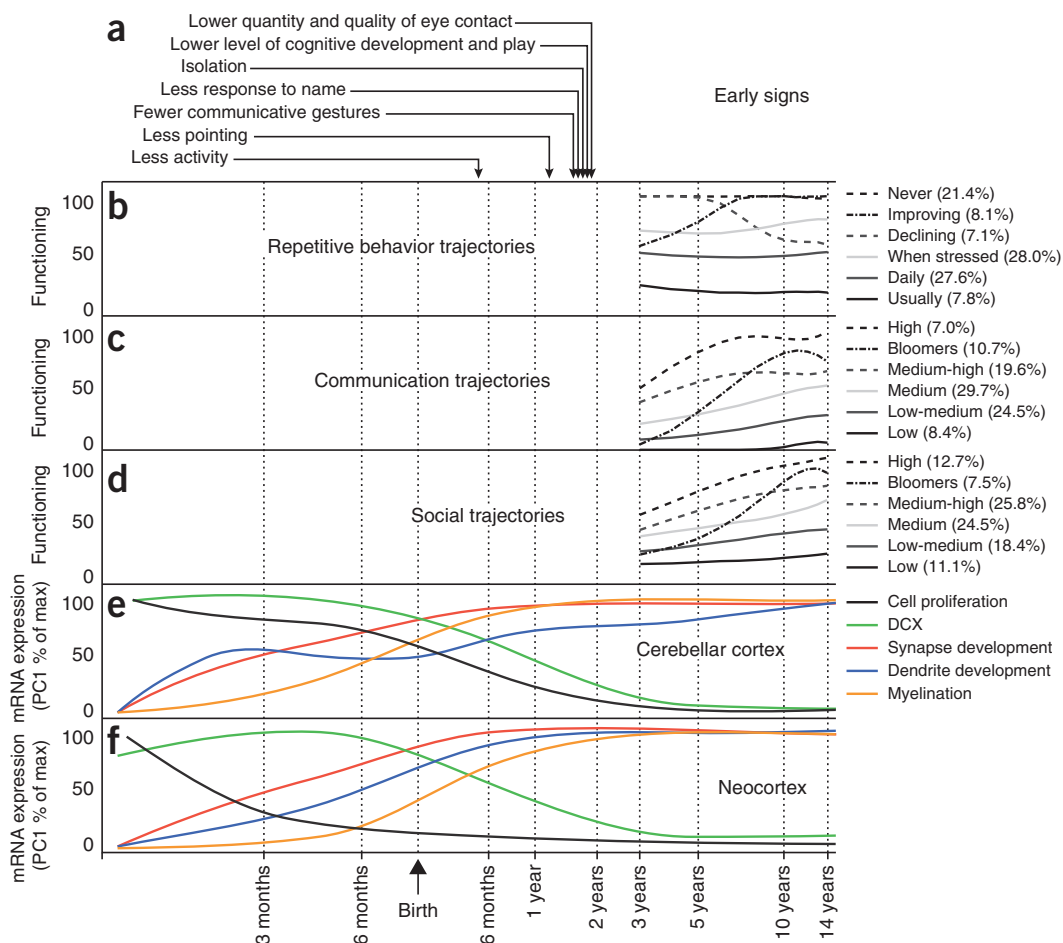 a
Lower quantity and quality of eye contact
Lower level of cognitive development and play
Isolation
Less response to name
Fewer communicative gestures
Less pointing
Less activity
Early signs
b
Functioning
100
50
0
Repetitive behavior trajectories
Never (21.4%)
Improving (8.1%)
Declining (7.1%)
When stressed (28.0%)
Daily (27.6%)
Usually (7.8%)
c
Functioning
100
50
0
Communication trajectories
High (7.0%)
Bloomers (10.7%)
Medium-high (19.6%)
Medium (29.7%)
Low-medium (24.5%)
Low (8.4%)
d
Functioning
100
50
0
Social trajectories
High (12.7%)
Bloomers (7.5%)
Medium-high (25.8%)
Medium (24.5%)
Low-medium (18.4%)
Low (11.1%)
e
mRNA expression
(PC1 % of max)
100
50
0
Cerebellar cortex
Cell proliferation
DCX
Synapse development
Dendrite development
Myelination
f
mRNA expression
(PC1 % of max)
100
50
0
Neocortex
3 months
6 months
Birth
6 months
1 year
2 years
3 years
5 years
10 years
14 years